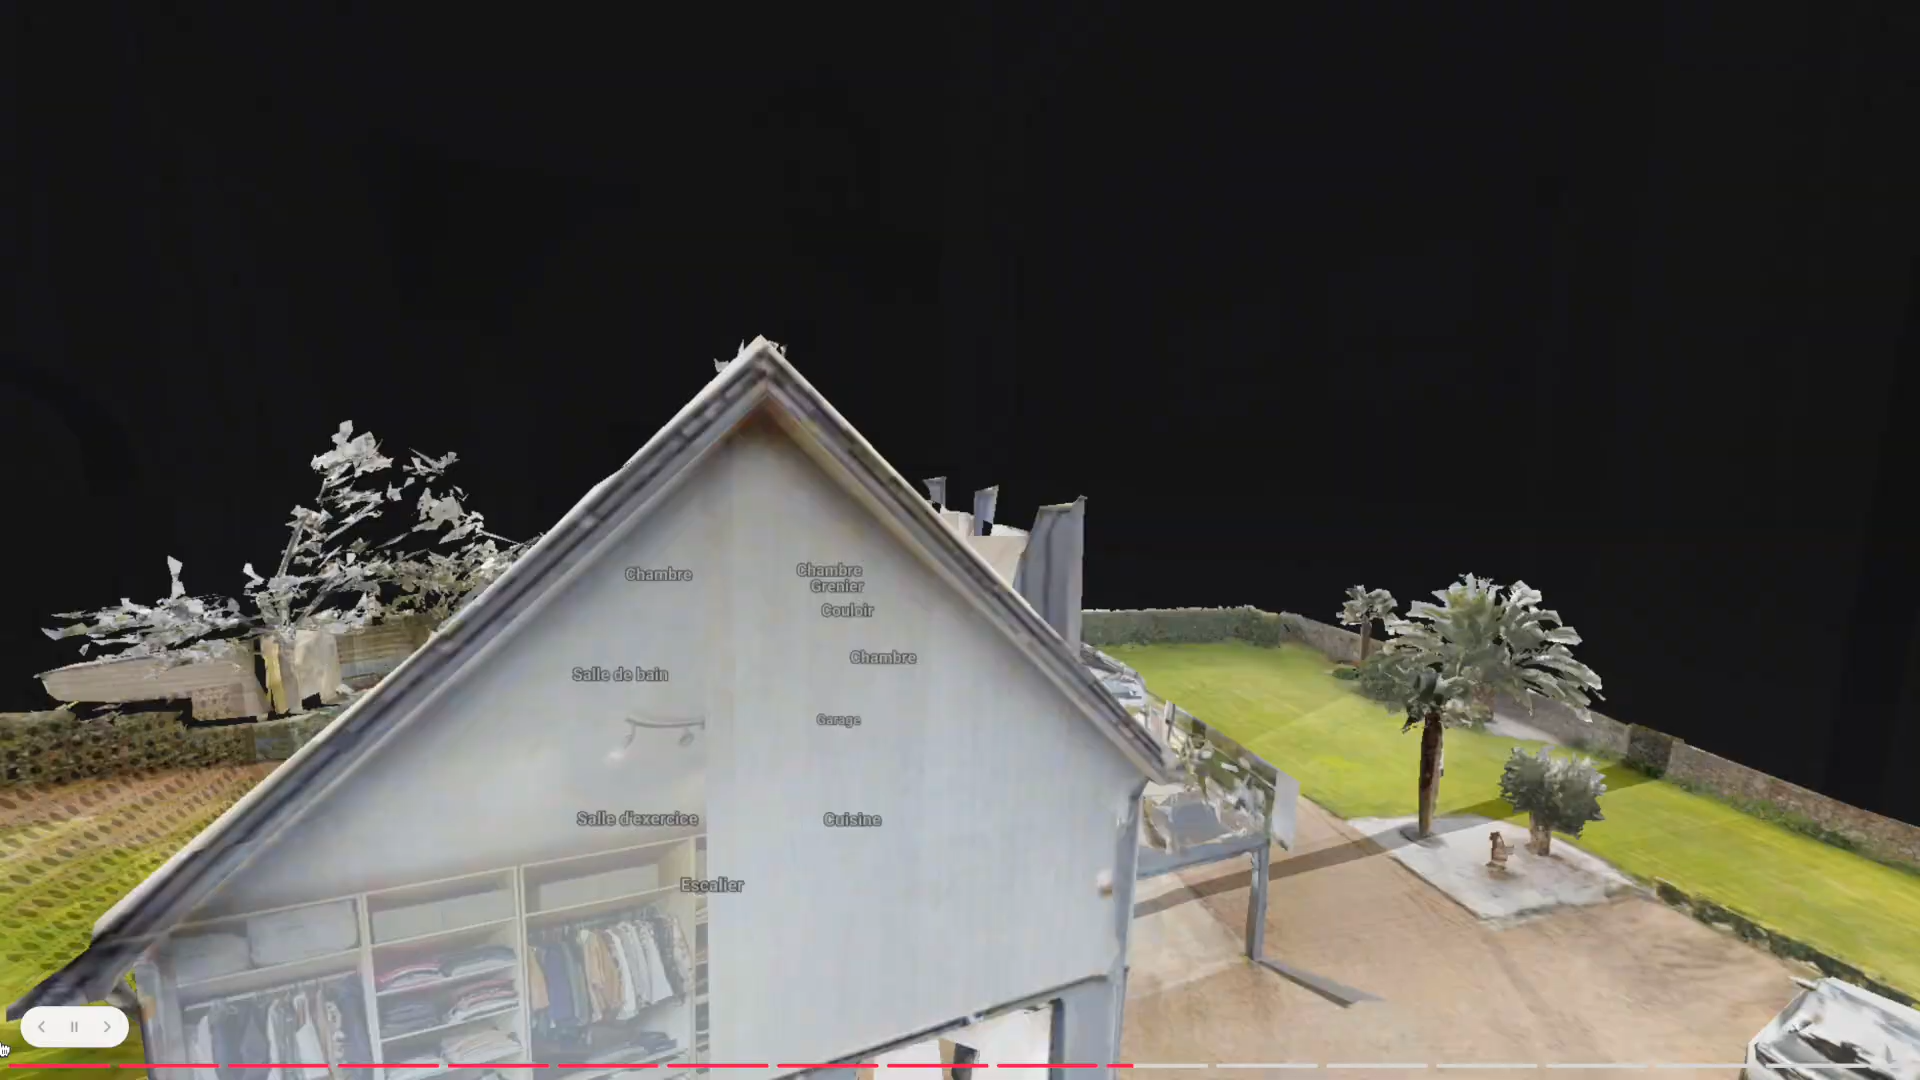 Chambre
Chambre
Grenier
Couloir
Chambre
Salle de bain
Garage
Salle d'exercice
Cuisine
Escalier